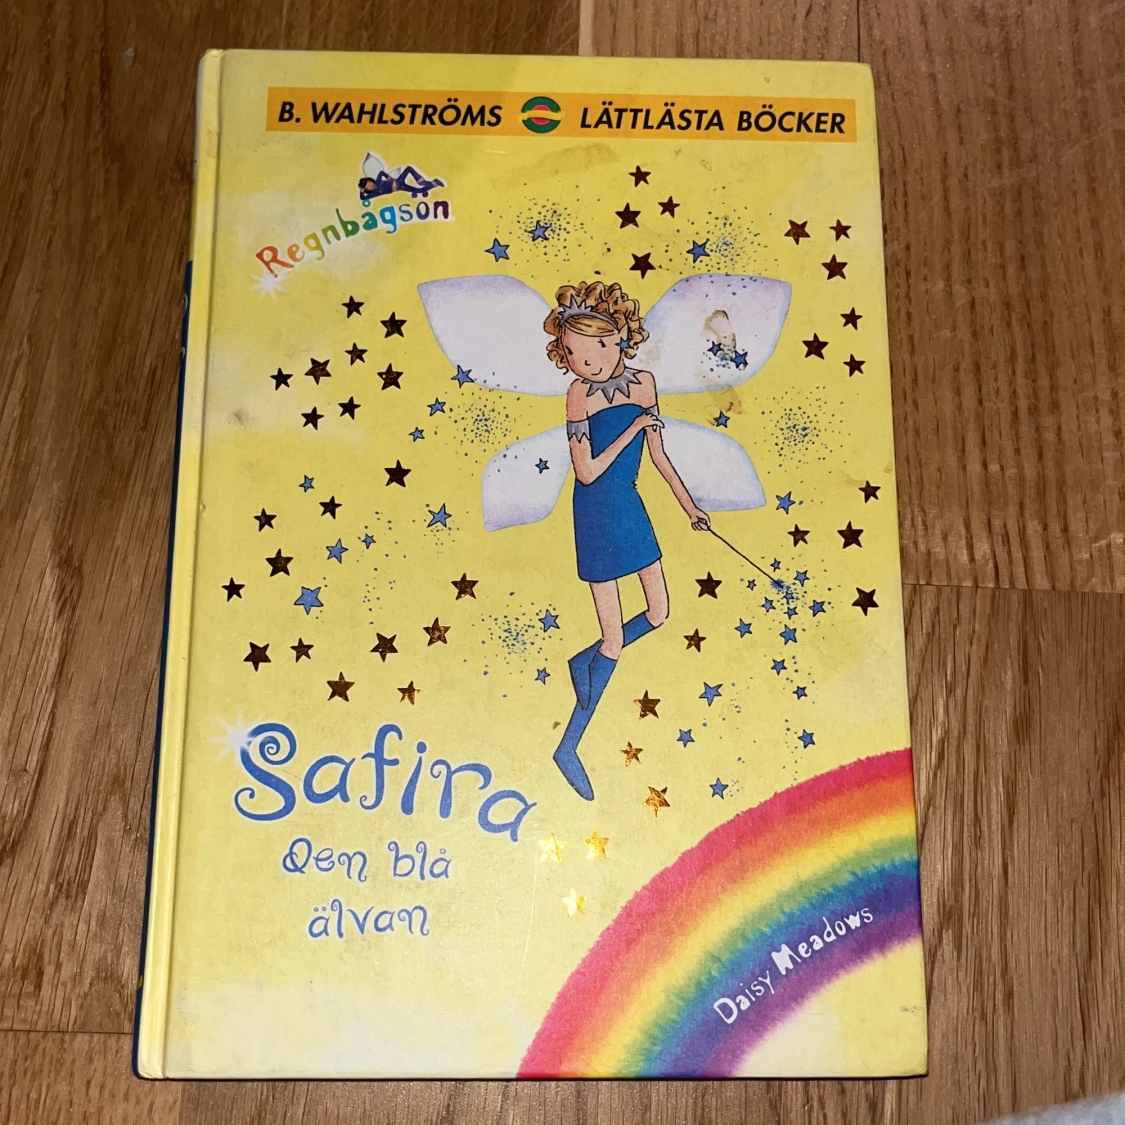 B. WAHLSTRÖMS LÄTTLÄSTA BÖCKER
Regnbågsön
Safira
den blå
älvan
Daisy Meadows